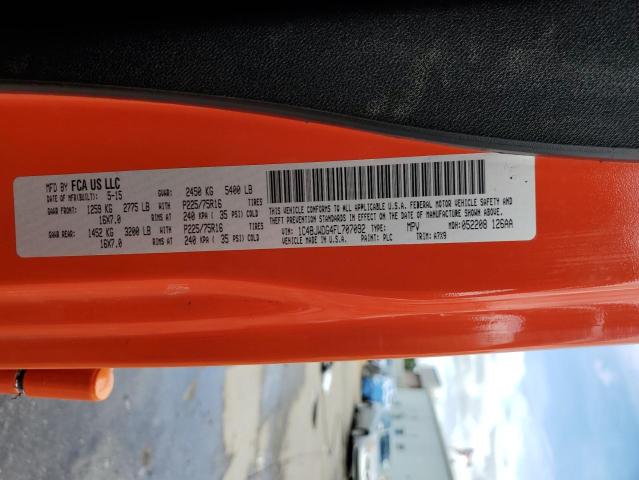 MFD BY FCA US LLC
DATE OF MFR(BUILT): 5-15 GVWR: 2450 KG 5400 LB
GAWR FRONT: 1259 KG 2775 LB WITH P225/75R16 TIRES
16X7.0 RIMS AT 240 KPA ( 35 PSI) COLD
GAWR REAR: 1452 KG 3200 LB WITH P225/75R16 TIRES
16X7.0 RIMS AT 240 KPA ( 35 PSI) COLD
THIS VEHICLE CONFORMS TO ALL APPLICABLE U.S.A. FEDERAL MOTOR VEHICLE SAFETY AND
THEFT PREVENTION STANDARDS IN EFFECT ON THE DATE OF MANUFACTURE SHOWN ABOVE.
VIN: 1C4BJWDG4FL707092 TYPE: MPV MDH: 052208 126AA
VEHICLE MADE IN U.S.A. PAINT: PLC TRIM: A7X9